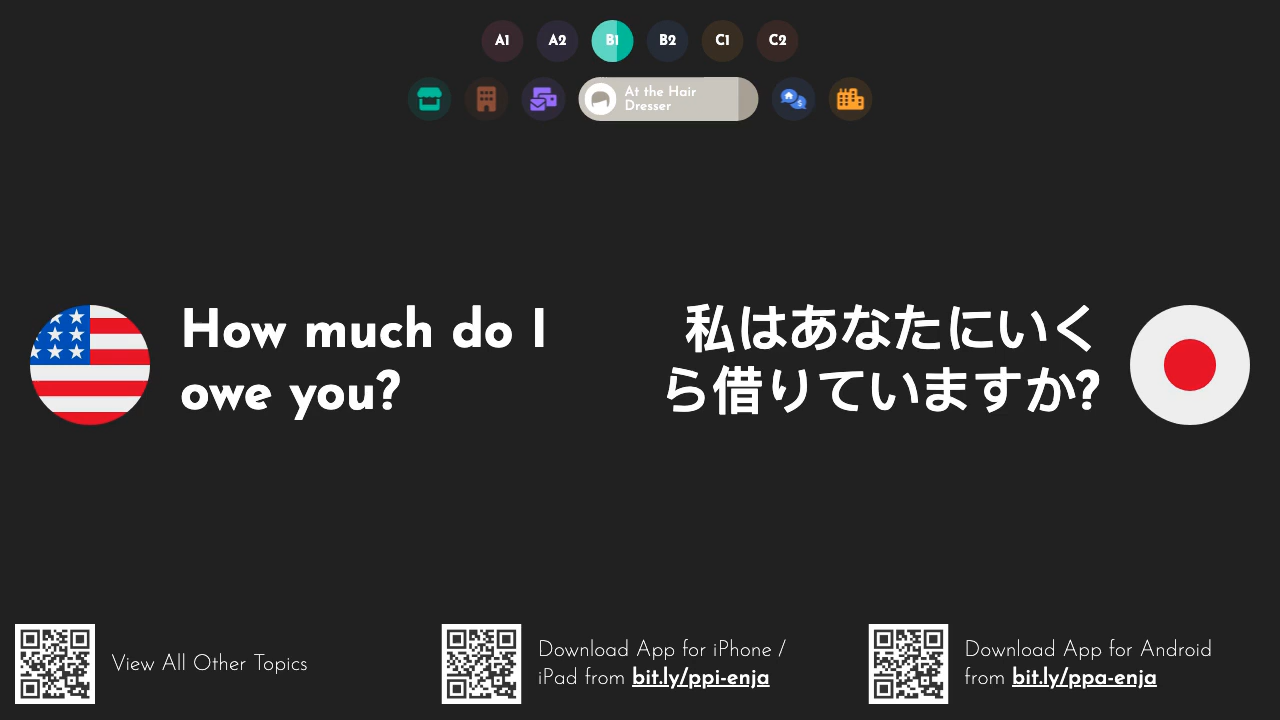 A1 A2 B1 B2 C1 C2
At the Hair
Dresser
How much do I
owe you?
私はあなたにいく
ら借りていますか?
View All Other Topics
Download App for iPhone /
iPad from bit.ly/ppi-enja
Download App for Android
from bit.ly/ppa-enja